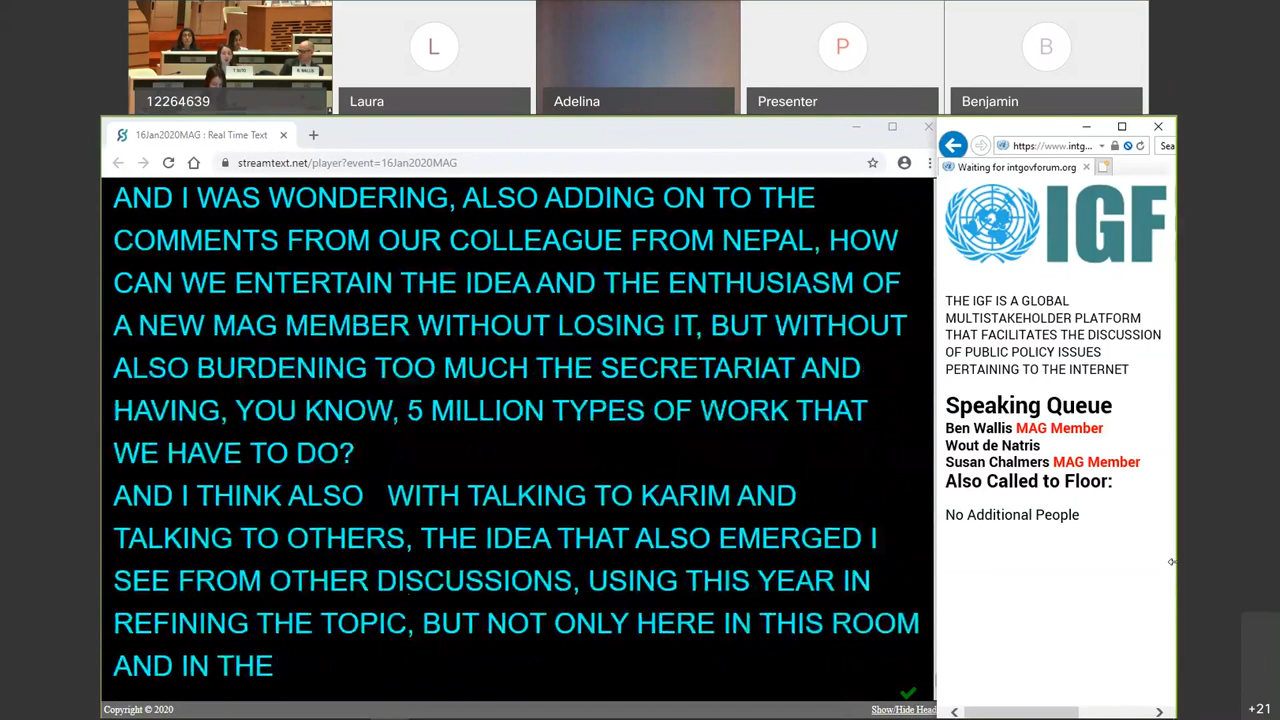 T. SUTO
B. WALLIS
L
P
B
12264639
Laura
Adelina
Presenter
Benjamin
16Jan2020MAG : Real Time Text
streamtext.net/player?event=16Jan2020MAG
AND I WAS WONDERING, ALSO ADDING ON TO THE
COMMENTS FROM OUR COLLEAGUE FROM NEPAL, HOW
CAN WE ENTERTAIN THE IDEA AND THE ENTHUSIASM OF
A NEW MAG MEMBER WITHOUT LOSING IT, BUT WITHOUT
ALSO BURDENING TOO MUCH THE SECRETARIAT AND
HAVING, YOU KNOW, 5 MILLION TYPES OF WORK THAT
WE HAVE TO DO?
AND I THINK ALSO   WITH TALKING TO KARIM AND
TALKING TO OTHERS, THE IDEA THAT ALSO EMERGED I
SEE FROM OTHER DISCUSSIONS, USING THIS YEAR IN
REFINING THE TOPIC, BUT NOT ONLY HERE IN THIS ROOM
AND IN THE
Copyright © 2020
Show/Hide Head
https://www.intg...
Sea
Waiting for intgovforum.org
IGF
THE IGF IS A GLOBAL
MULTISTAKEHOLDER PLATFORM
THAT FACILITATES THE DISCUSSION
OF PUBLIC POLICY ISSUES
PERTAINING TO THE INTERNET
Speaking Queue
Ben Wallis MAG Member
Wout de Natris
Susan Chalmers MAG Member
Also Called to Floor:
No Additional People
+21